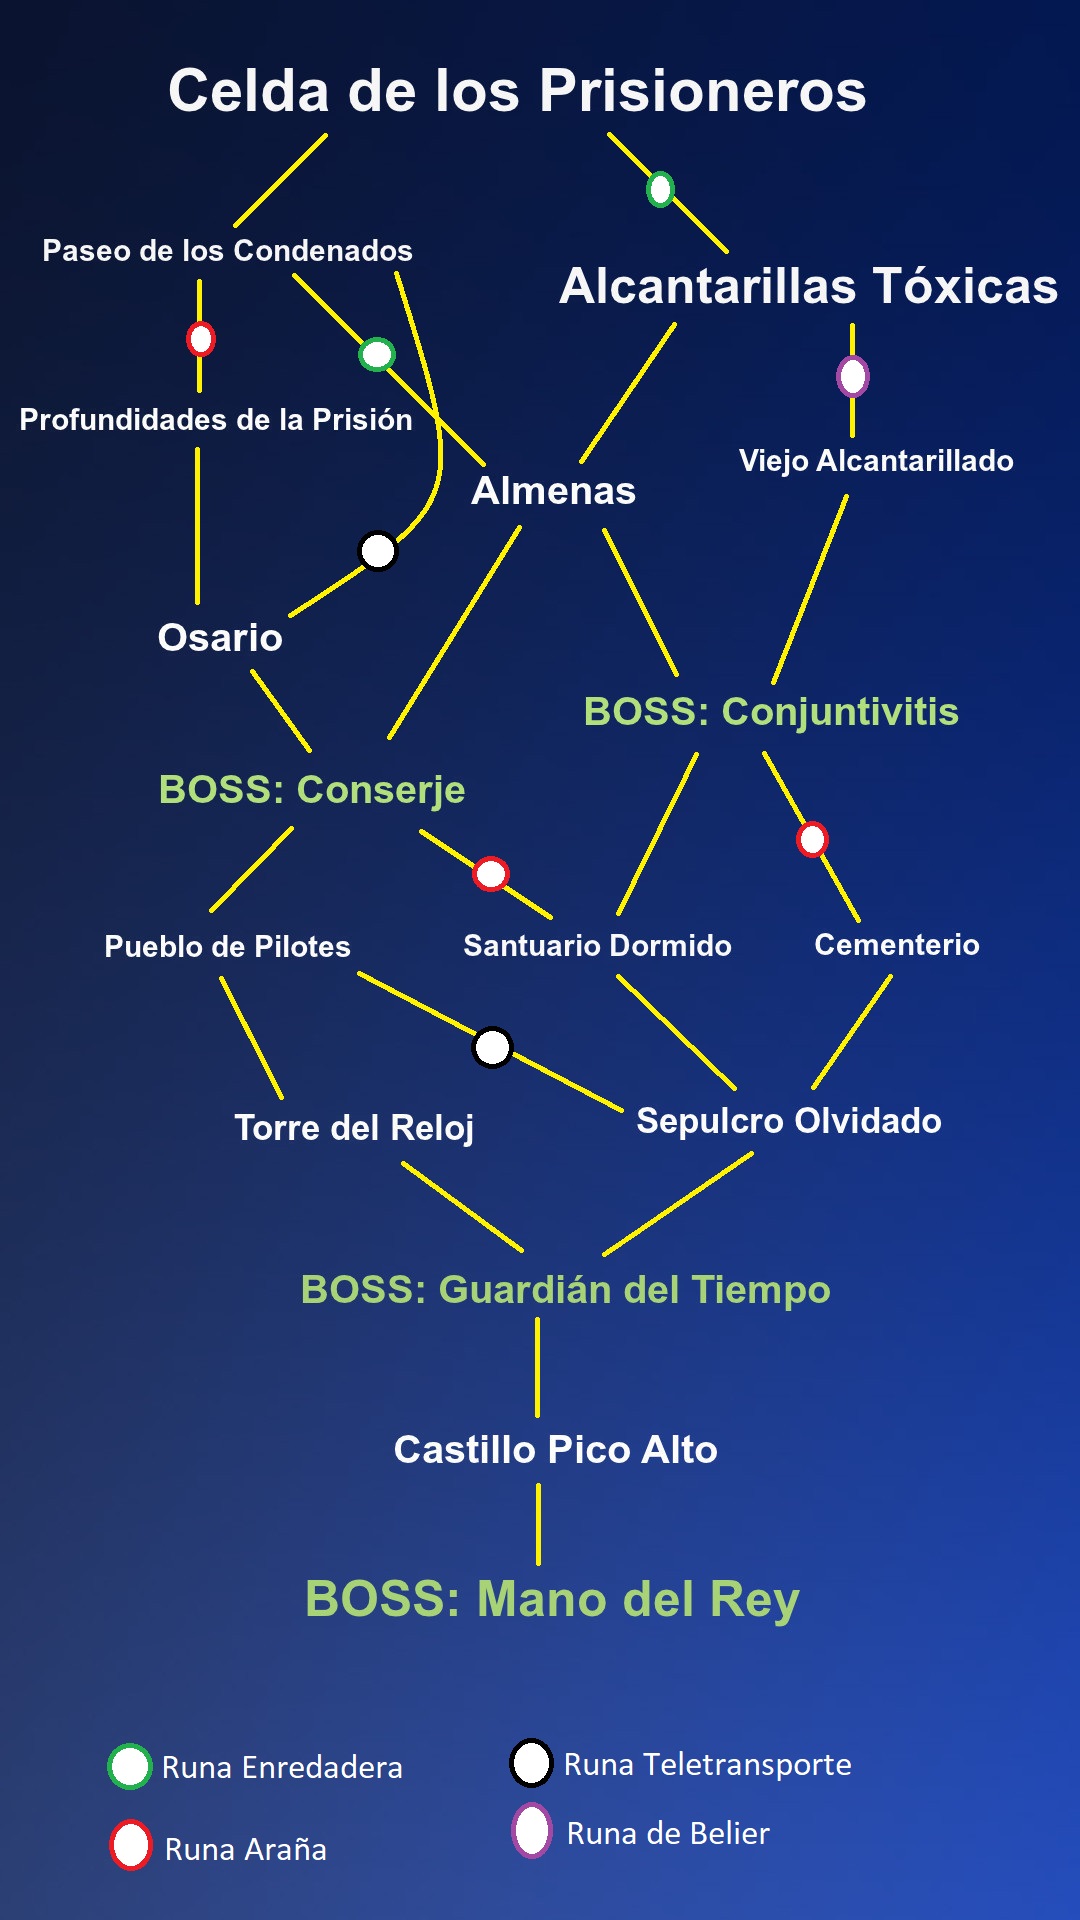 Celda de los Prisioneros
Paseo de los Condenados
Alcantarillas Tóxicas
Profundidades de la Prisión
Viejo Alcantarillado
Almenas
Osario
BOSS: Conjuntivitis
BOSS: Conserje
Pueblo de Pilotes
Santuario Dormido
Cementerio
Torre del Reloj
Sepulcro Olvidado
BOSS: Guardián del Tiempo
Castillo Pico Alto
BOSS: Mano del Rey
Runa Enredadera
Runa Teletransporte
Runa Araña
Runa de Belier